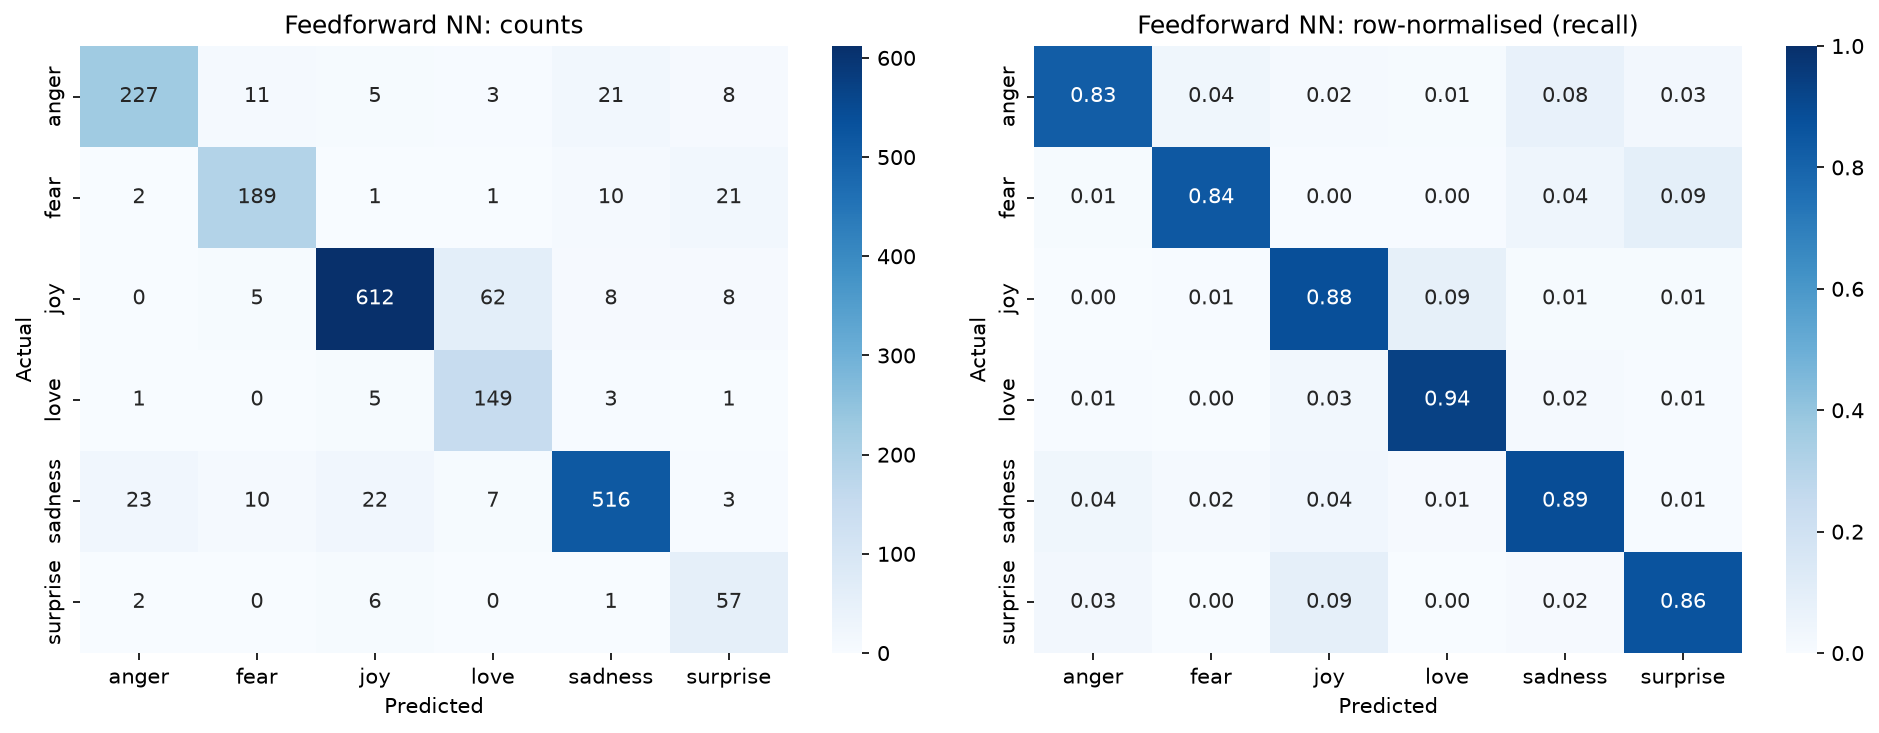 Feedforward NN: counts
Actual
anger 227 11 5 3 21 8
fear 2 189 1 1 10 21
joy 0 5 612 62 8 8
love 1 0 5 149 3 1
sadness 23 10 22 7 516 3
surprise 2 0 6 0 1 57
anger fear joy love sadness surprise
Predicted
600
500
400
300
200
100
0
Feedforward NN: row-normalised (recall)
Actual
anger 0.83 0.04 0.02 0.01 0.08 0.03
fear 0.01 0.84 0.00 0.00 0.04 0.09
joy 0.00 0.01 0.88 0.09 0.01 0.01
love 0.01 0.00 0.03 0.94 0.02 0.01
sadness 0.04 0.02 0.04 0.01 0.89 0.01
surprise 0.03 0.00 0.09 0.00 0.02 0.86
anger fear joy love sadness surprise
Predicted
1.0
0.8
0.6
0.4
0.2
0.0